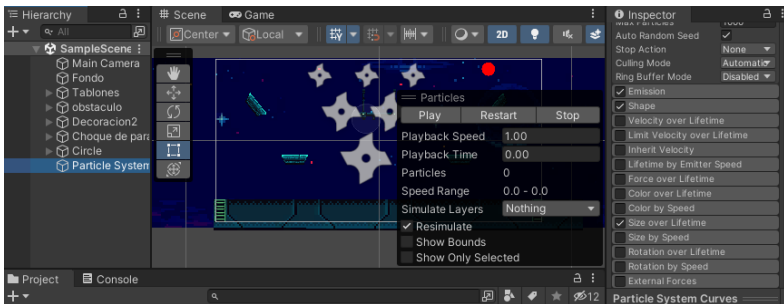 Hierarchy
All
SampleScene
Main Camera
Fondo
Tablones
obstaculo
Decoracion2
Choque de par
Circle
Particle System
Scene
Game
Center
Local
2D
Particles
Play Restart Stop
Playback Speed 1.00
Playback Time 0.00
Particles 0
Speed Range 0.0 - 0.0
Simulate Layers Nothing
Resimulate
Show Bounds
Show Only Selected
Inspector
Max Particles 1000
Auto Random Seed
Stop Action None
Culling Mode Automatic
Ring Buffer Mode Disabled
Emission
Shape
Velocity over Lifetime
Limit Velocity over Lifetime
Inherit Velocity
Lifetime by Emitter Speed
Force over Lifetime
Color over Lifetime
Color by Speed
Size over Lifetime
Size by Speed
Rotation over Lifetime
Rotation by Speed
External Forces
Particle System Curves
Project
Console
12